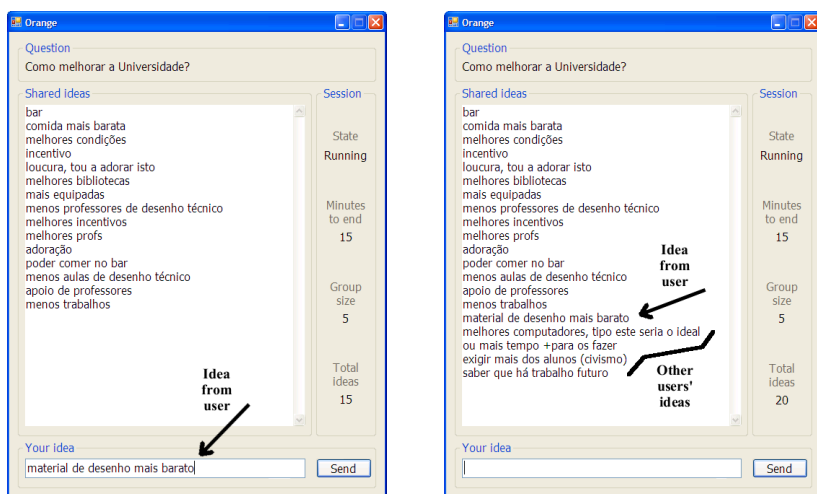 Orange
Question
Como melhorar a Universidade?
Shared ideas
bar
comida mais barata
melhores condições
incentivo
loucura, tou a adorar isto
melhores bibliotecas
mais equipadas
menos professores de desenho técnico
melhores incentivos
melhores profs
adoração
poder comer no bar
menos aulas de desenho técnico
apoio de professores
menos trabalhos
Idea
from
user
Session
State
Running
Minutes
to end
15
Group
size
5
Total
ideas
15
Your idea
material de desenho mais barato
Send
Orange
Question
Como melhorar a Universidade?
Shared ideas
bar
comida mais barata
melhores condições
incentivo
loucura, tou a adorar isto
melhores bibliotecas
mais equipadas
menos professores de desenho técnico
melhores incentivos
melhores profs
adoração
poder comer no bar
menos aulas de desenho técnico
apoio de professores
menos trabalhos
material de desenho mais barato
melhores computadores, tipo este seria o ideal
ou mais tempo +para os fazer
exigir mais dos alunos (civismo)
saber que há trabalho futuro
Idea
from
user
Other
users'
ideas
Session
State
Running
Minutes
to end
15
Group
size
5
Total
ideas
20
Your idea
Send